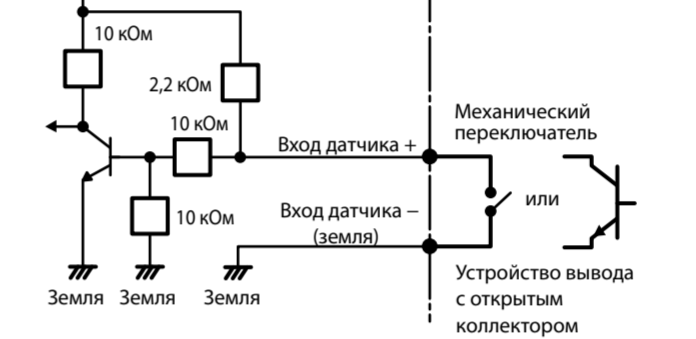 10 кОм
2,2 кОм
10 кОм
Вход датчика +
10 кОм
Вход датчика –
(земля)
Земля
Земля
Земля
Механический
переключатель
или
Устройство вывода
с открытым
коллектором